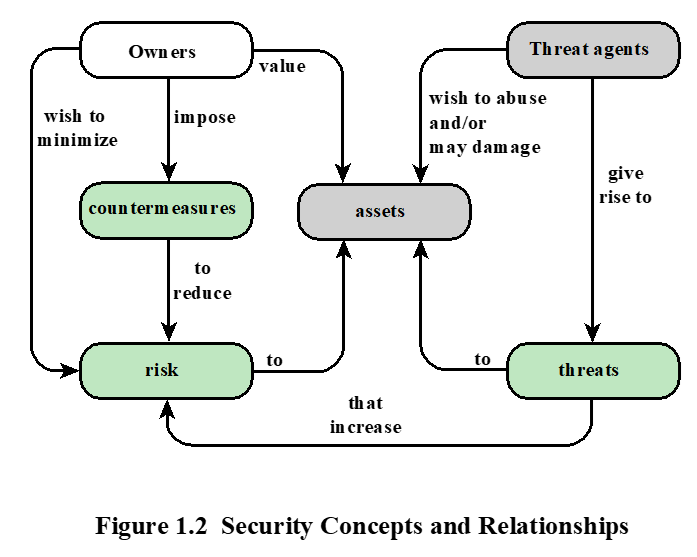 Owners
Threat agents
value
wish to
minimize
impose
wish to abuse
and/or
may damage
give
rise to
countermeasures
assets
to
reduce
risk
to
to
threats
that
increase
Figure 1.2  Security Concepts and Relationships